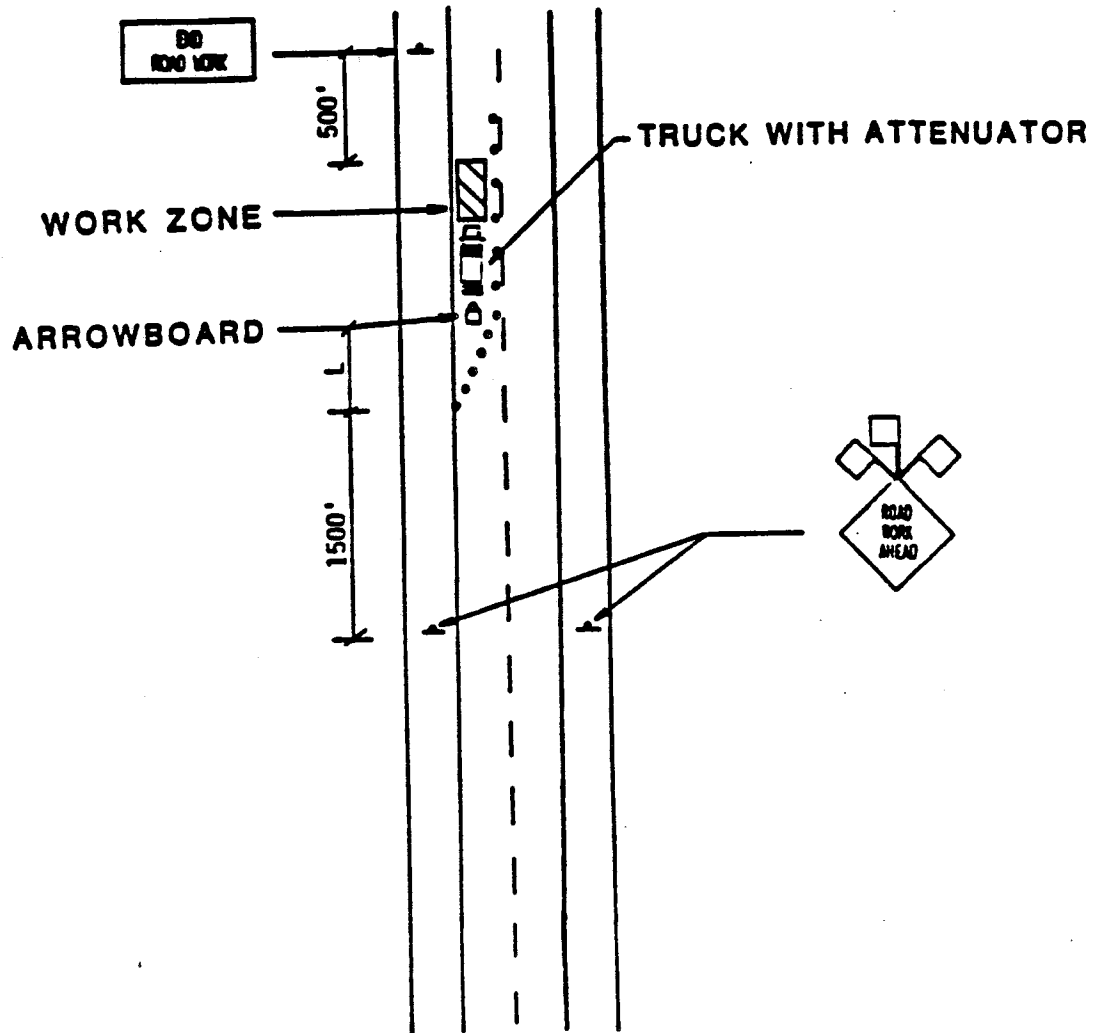 END
ROAD WORK
500'
TRUCK WITH ATTENUATOR
WORK ZONE
ARROWBOARD
L
1500'
ROAD
WORK
AHEAD